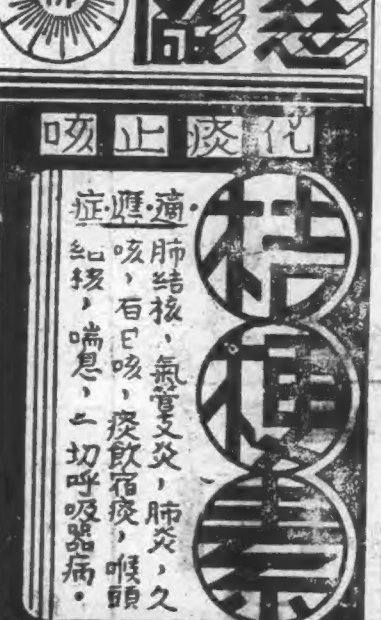 化痰止咳
桔梗素
適·應·症
肺結核，氣管支炎，肺炎，久
咳，百日咳，痰飲宿痰，喉頭
結核，喘息，一切呼吸器病。